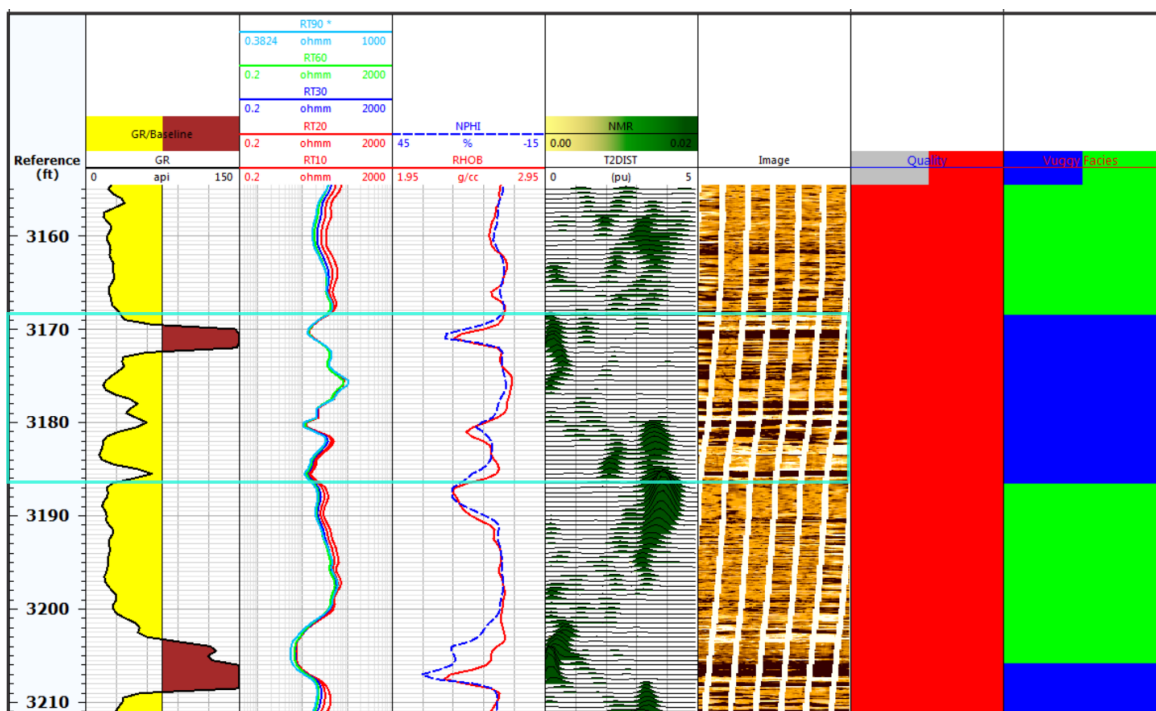 RT90 *
0.3824 ohmm 1000
RT60
0.2 ohmm 2000
RT30
0.2 ohmm 2000
GR/Baseline RT20 NPHI NMR
0.2 ohmm 2000 45 % -15 0.00 0.02
Reference GR RT10 RHOB T2DIST Image Quality Vuggy Facies
(ft) 0 api 150 0.2 ohmm 2000 1.95 g/cc 2.95 0 (pu) 5
3160
3170
3180
3190
3200
3210